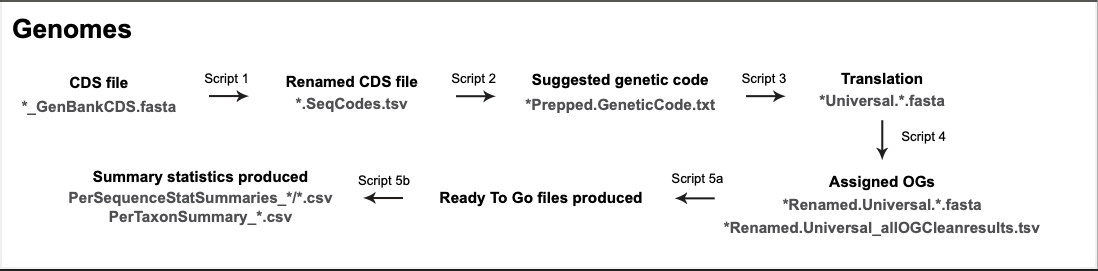 Genomes
CDS file
*_GenBankCDS.fasta
Script 1
Renamed CDS file
*.SeqCodes.tsv
Script 2
Suggested genetic code
*Prepped.GeneticCode.txt
Script 3
Translation
*Universal.*.fasta
Script 4
Assigned OGs
*Renamed.Universal.*.fasta
*Renamed.Universal_allOGCleanresults.tsv
Script 5a
Ready To Go files produced
Script 5b
Summary statistics produced
PerSequenceStatSummaries_*/*.csv
PerTaxonSummary_*.csv